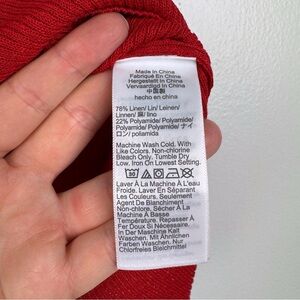 Made In China
Fabriqué En China
Hergestellt In China
Vervaardigd In China
中国製
hecho en china
78% Linen/Lin/Leinen/
Linnen/麻/lino
22% Polyamide/Polyamide/
Polyamide/Polyamide/ ナイ
ロン/poliamida
Machine Wash Cold. With
Like Colors. Non-chlorine
Bleach Only. Tumble Dry
Low. Iron On Lowest Setting.
Laver À La Machine À L'eau
Froide. Laver En Séparant
Les Couleurs. Seulement
Agent De Blanchiment
Non-chlore. Sécher À La
Machine À Basse
Température. Repasser À
Fer Doux Si Nécessaire.
In Der Maschine Kalt
Waschen. Mit Ähnlichen
Farben Waschen. Nur
Chlorfreies Bleichmittel.